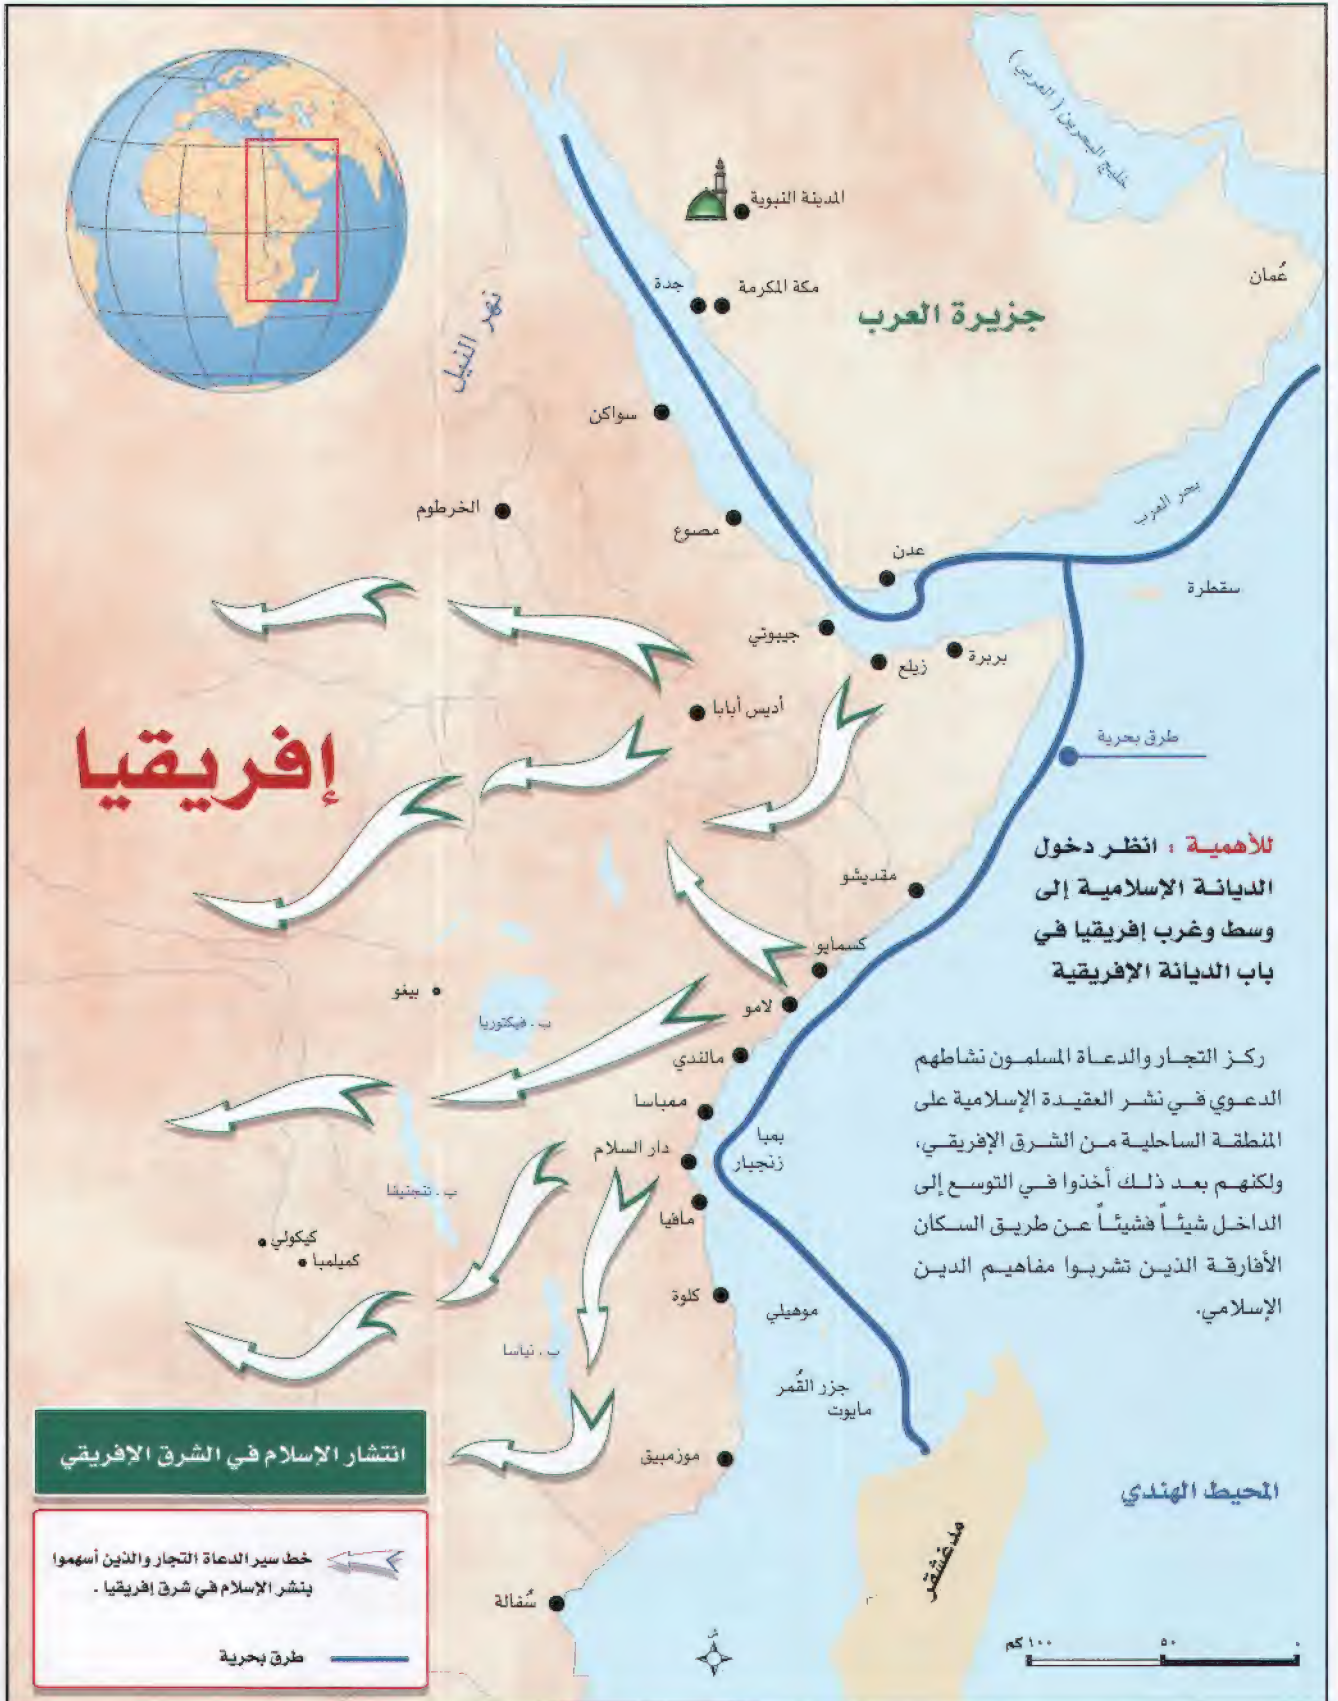 خليج البحرين (العربي)
المدينة النبوية
عُمان
جدة
مكة المكرمة
جزيرة العرب
نهر النيل
سواكن
الخرطوم
مصوع
بحر العرب
عدن
سقطرة
جيبوتي
زيلع
بربرة
أديس أبابا
إفريقيا
طرق بحرية
للأهمية : انظر دخول
الديانة الإسلامية إلى
وسط وغرب إفريقيا في
باب الديانة الإفريقية
مقديشو
كسمايو
بيغو
لامو
ب . فيكتوريا
مالندي
ركز التجار والدعاة المسلمون نشاطهم
الدعوي في نشر العقيدة الإسلامية على
المنطقة الساحلية من الشرق الإفريقي،
ولكنهم بعد ذلك أخذوا في التوسع إلى
الداخل شيئاً فشيئاً عن طريق السكان
الأفارقة الذين تشربوا مفاهيم الدين
الإسلامي.
ممباسا
بمبا
زنجبار
دار السلام
ب . تنجنيقا
مافيا
كيكولي
كميلمبا
كلوة
موهيلي
ب . نياسا
جزر القُمر
مايوت
موزمبيق
انتشار الإسلام في الشرق الإفريقي
المحيط الهندي
مدغشقر
خط سير الدعاة التجار والذين أسهموا
بنشر الإسلام في شرق إفريقيا .
سُفالة
طرق بحرية
ش
١٠٠ كم ٥٠ ٠